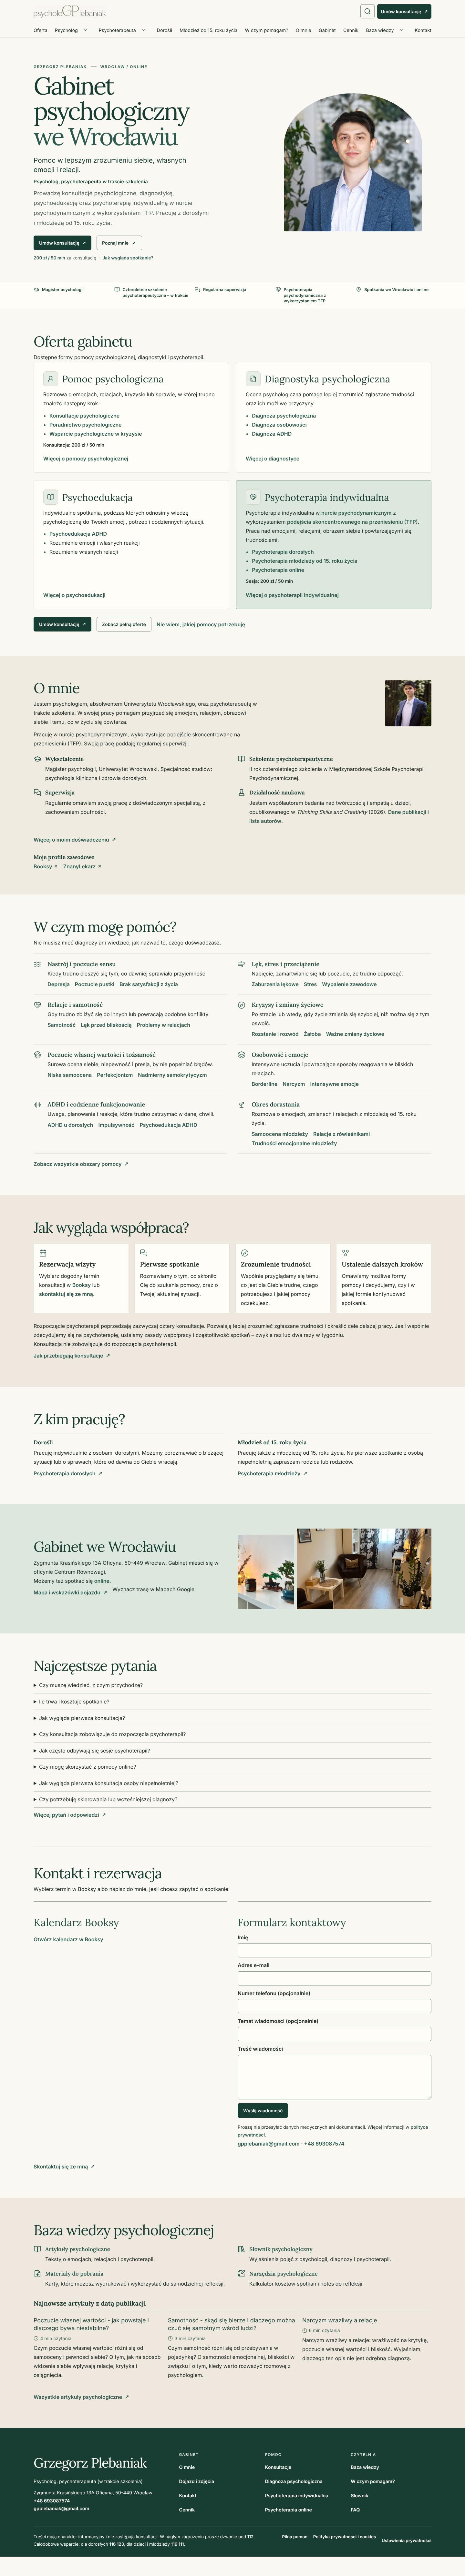 psycholoGPlebaniak
Umów konsultację ↗
Oferta Psycholog Psychoterapeuta Dorośli Młodzież od 15. roku życia W czym pomagam? O mnie Gabinet Cennik Baza wiedzy Kontakt
GRZEGORZ PLEBANIAK — WROCŁAW / ONLINE
Gabinet
psychologiczny
we Wrocławiu
Pomoc w lepszym zrozumieniu siebie, własnych
emocji i relacji.
Psycholog, psychoterapeuta w trakcie szkolenia
Prowadzę konsultacje psychologiczne, diagnostykę,
psychoedukację oraz psychoterapię indywidualną w nurcie
psychodynamicznym z wykorzystaniem TFP. Pracuję z dorosłymi
i młodzieżą od 15. roku życia.
Umów konsultację ↗ Poznaj mnie ↗
200 zł / 50 min za konsultację · Jak wygląda spotkanie?
Magister psychologii
Czteroletnie szkolenie
psychoterapeutyczne – w trakcie
Regularna superwizja
Psychoterapia
psychodynamiczna z
wykorzystaniem TFP
Spotkania we Wrocławiu i online
Oferta gabinetu
Dostępne formy pomocy psychologicznej, diagnostyki i psychoterapii.
Pomoc psychologiczna
Rozmowa o emocjach, relacjach, kryzysie lub sprawie, w której trudno
znaleźć następny krok.
• Konsultacje psychologiczne
• Poradnictwo psychologiczne
• Wsparcie psychologiczne w kryzysie
Konsultacja: 200 zł / 50 min
Więcej o pomocy psychologicznej
Diagnostyka psychologiczna
Ocena psychologiczna pomaga lepiej zrozumieć zgłaszane trudności
oraz ich możliwe przyczyny.
• Diagnoza psychologiczna
• Diagnoza osobowości
• Diagnoza ADHD
Więcej o diagnostyce
Psychoedukacja
Indywidualne spotkania, podczas których odnosimy wiedzę
psychologiczną do Twoich emocji, potrzeb i codziennych sytuacji.
• Psychoedukacja ADHD
• Rozumienie emocji i własnych reakcji
• Rozumienie własnych relacji
Więcej o psychoedukacji
Psychoterapia indywidualna
Psychoterapia indywidualna w nurcie psychodynamicznym z
wykorzystaniem podejścia skoncentrowanego na przeniesieniu (TFP).
Praca nad emocjami, relacjami, obrazem siebie i powtarzającymi się
trudnościami.
• Psychoterapia dorosłych
• Psychoterapia młodzieży od 15. roku życia
• Psychoterapia online
Sesja: 200 zł / 50 min
Więcej o psychoterapii indywidualnej
Umów konsultację ↗ Zobacz pełną ofertę Nie wiem, jakiej pomocy potrzebuję
O mnie
Jestem psychologiem, absolwentem Uniwersytetu Wrocławskiego, oraz psychoterapeutą w
trakcie szkolenia. W swojej pracy pomagam przyjrzeć się emocjom, relacjom, obrazowi
siebie i temu, co w życiu się powtarza.
Pracuję w nurcie psychodynamicznym, wykorzystując podejście skoncentrowane na
przeniesieniu (TFP). Swoją pracę poddaję regularnej superwizji.
Wykształcenie
Magister psychologii, Uniwersytet Wrocławski. Specjalność studiów:
psychologia kliniczna i zdrowia dorosłych.
Szkolenie psychoterapeutyczne
II rok czteroletniego szkolenia w Międzynarodowej Szkole Psychoterapii
Psychodynamicznej.
Superwizja
Regularnie omawiam swoją pracę z doświadczonym specjalistą, z
zachowaniem poufności.
Działalność naukowa
Jestem współautorem badania nad twórczością i empatią u dzieci,
opublikowanego w Thinking Skills and Creativity (2026). Dane publikacji i
lista autorów.
Więcej o moim doświadczeniu ↗
Moje profile zawodowe
Booksy ↗ ZnanyLekarz ↗
W czym mogę pomóc?
Nie musisz mieć diagnozy ani wiedzieć, jak nazwać to, czego doświadczasz.
Nastrój i poczucie sensu
Kiedy trudno cieszyć się tym, co dawniej sprawiało przyjemność.
Depresja Poczucie pustki Brak satysfakcji z życia
Lęk, stres i przeciążenie
Napięcie, zamartwianie się lub poczucie, że trudno odpocząć.
Zaburzenia lękowe Stres Wypalenie zawodowe
Relacje i samotność
Gdy trudno zbliżyć się do innych lub powracają podobne konflikty.
Samotność Lęk przed bliskością Problemy w relacjach
Kryzysy i zmiany życiowe
Po stracie lub wtedy, gdy życie zmienia się szybciej, niż można się z tym
oswoić.
Rozstanie i rozwód Żałoba Ważne zmiany życiowe
Poczucie własnej wartości i tożsamość
Surowa ocena siebie, niepewność i presja, by nie popełniać błędów.
Niska samoocena Perfekcjonizm Nadmierny samokrytycyzm
Osobowość i emocje
Intensywne uczucia i powracające sposoby reagowania w bliskich
relacjach.
Borderline Narcyzm Intensywne emocje
ADHD i codzienne funkcjonowanie
Uwaga, planowanie i reakcje, które trudno zatrzymać w danej chwili.
ADHD u dorosłych Impulsywność Psychoedukacja ADHD
Okres dorastania
Rozmowa o emocjach, zmianach i relacjach z młodzieżą od 15. roku
życia.
Samoocena młodzieży Relacje z rówieśnikami
Trudności emocjonalne młodzieży
Zobacz wszystkie obszary pomocy ↗
Jak wygląda współpraca?
Rezerwacja wizyty
Wybierz dogodny termin
konsultacji w Booksy lub
skontaktuj się ze mną.
Pierwsze spotkanie
Rozmawiamy o tym, co skłoniło
Cię do szukania pomocy, oraz o
Twojej aktualnej sytuacji.
Zrozumienie trudności
Wspólnie przyglądamy się temu,
co jest dla Ciebie trudne, czego
potrzebujesz i jakiej pomocy
oczekujesz.
Ustalenie dalszych kroków
Omawiamy możliwe formy
pomocy i decydujemy, czy i w
jakiej formie kontynuować
spotkania.
Rozpoczęcie psychoterapii poprzedzają zazwyczaj cztery konsultacje. Pozwalają lepiej zrozumieć zgłaszane trudności i określić cele dalszej pracy. Jeśli wspólnie
zdecydujemy się na psychoterapię, ustalamy zasady współpracy i częstotliwość spotkań – zwykle raz lub dwa razy w tygodniu.
Konsultacja nie zobowiązuje do rozpoczęcia psychoterapii.
Jak przebiegają konsultacje ↗
Z kim pracuję?
Dorośli
Pracuję indywidualnie z osobami dorosłymi. Możemy porozmawiać o bieżącej
sytuacji lub o sprawach, które od dawna do Ciebie wracają.
Psychoterapia dorosłych ↗
Młodzież od 15. roku życia
Pracuję także z młodzieżą od 15. roku życia. Na pierwsze spotkanie z osobą
niepełnoletnią zapraszam rodzica lub rodziców.
Psychoterapia młodzieży ↗
Gabinet we Wrocławiu
Zygmunta Krasińskiego 13A Oficyna, 50-449 Wrocław. Gabinet mieści się w
oficynie Centrum Równowagi.
Możemy też spotkać się online.
Mapa i wskazówki dojazdu ↗ Wyznacz trasę w Mapach Google
Najczęstsze pytania
▶ Czy muszę wiedzieć, z czym przychodzę?
▶ Ile trwa i kosztuje spotkanie?
▶ Jak wygląda pierwsza konsultacja?
▶ Czy konsultacja zobowiązuje do rozpoczęcia psychoterapii?
▶ Jak często odbywają się sesje psychoterapii?
▶ Czy mogę skorzystać z pomocy online?
▶ Jak wygląda pierwsza konsultacja osoby niepełnoletniej?
▶ Czy potrzebuję skierowania lub wcześniejszej diagnozy?
Więcej pytań i odpowiedzi ↗
Kontakt i rezerwacja
Wybierz termin w Booksy albo napisz do mnie, jeśli chcesz zapytać o spotkanie.
Kalendarz Booksy
Otwórz kalendarz w Booksy
Skontaktuj się ze mną ↗
Formularz kontaktowy
Imię
Adres e-mail
Numer telefonu (opcjonalnie)
Temat wiadomości (opcjonalnie)
Treść wiadomości
Wyślij wiadomość
Proszę nie przesyłać danych medycznych ani dokumentacji. Więcej informacji w polityce
prywatności.
gpplebaniak@gmail.com · +48 693087574
Baza wiedzy psychologicznej
Artykuły psychologiczne
Teksty o emocjach, relacjach i psychoterapii.
Słownik psychologiczny
Wyjaśnienia pojęć z psychologii, diagnozy i psychoterapii.
Materiały do pobrania
Karty, które możesz wydrukować i wykorzystać do samodzielnej refleksji.
Narzędzia psychologiczne
Kalkulator kosztów spotkań i notes do refleksji.
Najnowsze artykuły z datą publikacji
Poczucie własnej wartości - jak powstaje i
dlaczego bywa niestabilne?
4 min czytania
Czym poczucie własnej wartości różni się od
samooceny i pewności siebie? O tym, jak na sposób
widzenia siebie wpływają relacje, krytyka i
osiągnięcia.
Samotność - skąd się bierze i dlaczego można
czuć się samotnym wśród ludzi?
3 min czytania
Czym samotność różni się od przebywania w
pojedynkę? O samotności emocjonalnej, bliskości w
związku i o tym, kiedy warto rozważyć rozmowę z
psychologiem.
Narcyzm wrażliwy a relacje
6 min czytania
Narcyzm wrażliwy a relacje: wrażliwość na krytykę,
poczucie własnej wartości i bliskość. Wyjaśniam,
dlaczego ten opis nie jest odrębną diagnozą.
Wszystkie artykuły psychologiczne ↗
Grzegorz Plebaniak
Psycholog, psychoterapeuta (w trakcie szkolenia)
Zygmunta Krasińskiego 13A Oficyna, 50-449 Wrocław
+48 693087574
gpplebaniak@gmail.com
GABINET
O mnie
Dojazd i zdjęcia
Kontakt
Cennik
POMOC
Konsultacje
Diagnoza psychologiczna
Psychoterapia indywidualna
Psychoterapia online
CZYTELNIA
Baza wiedzy
W czym pomagam?
Słownik
FAQ
Treści mają charakter informacyjny i nie zastępują konsultacji. W nagłym zagrożeniu proszę dzwonić pod 112.
Całodobowe wsparcie: dla dorosłych 116 123, dla dzieci i młodzieży 116 111.
Pilna pomoc Polityka prywatności i cookies Ustawienia prywatności